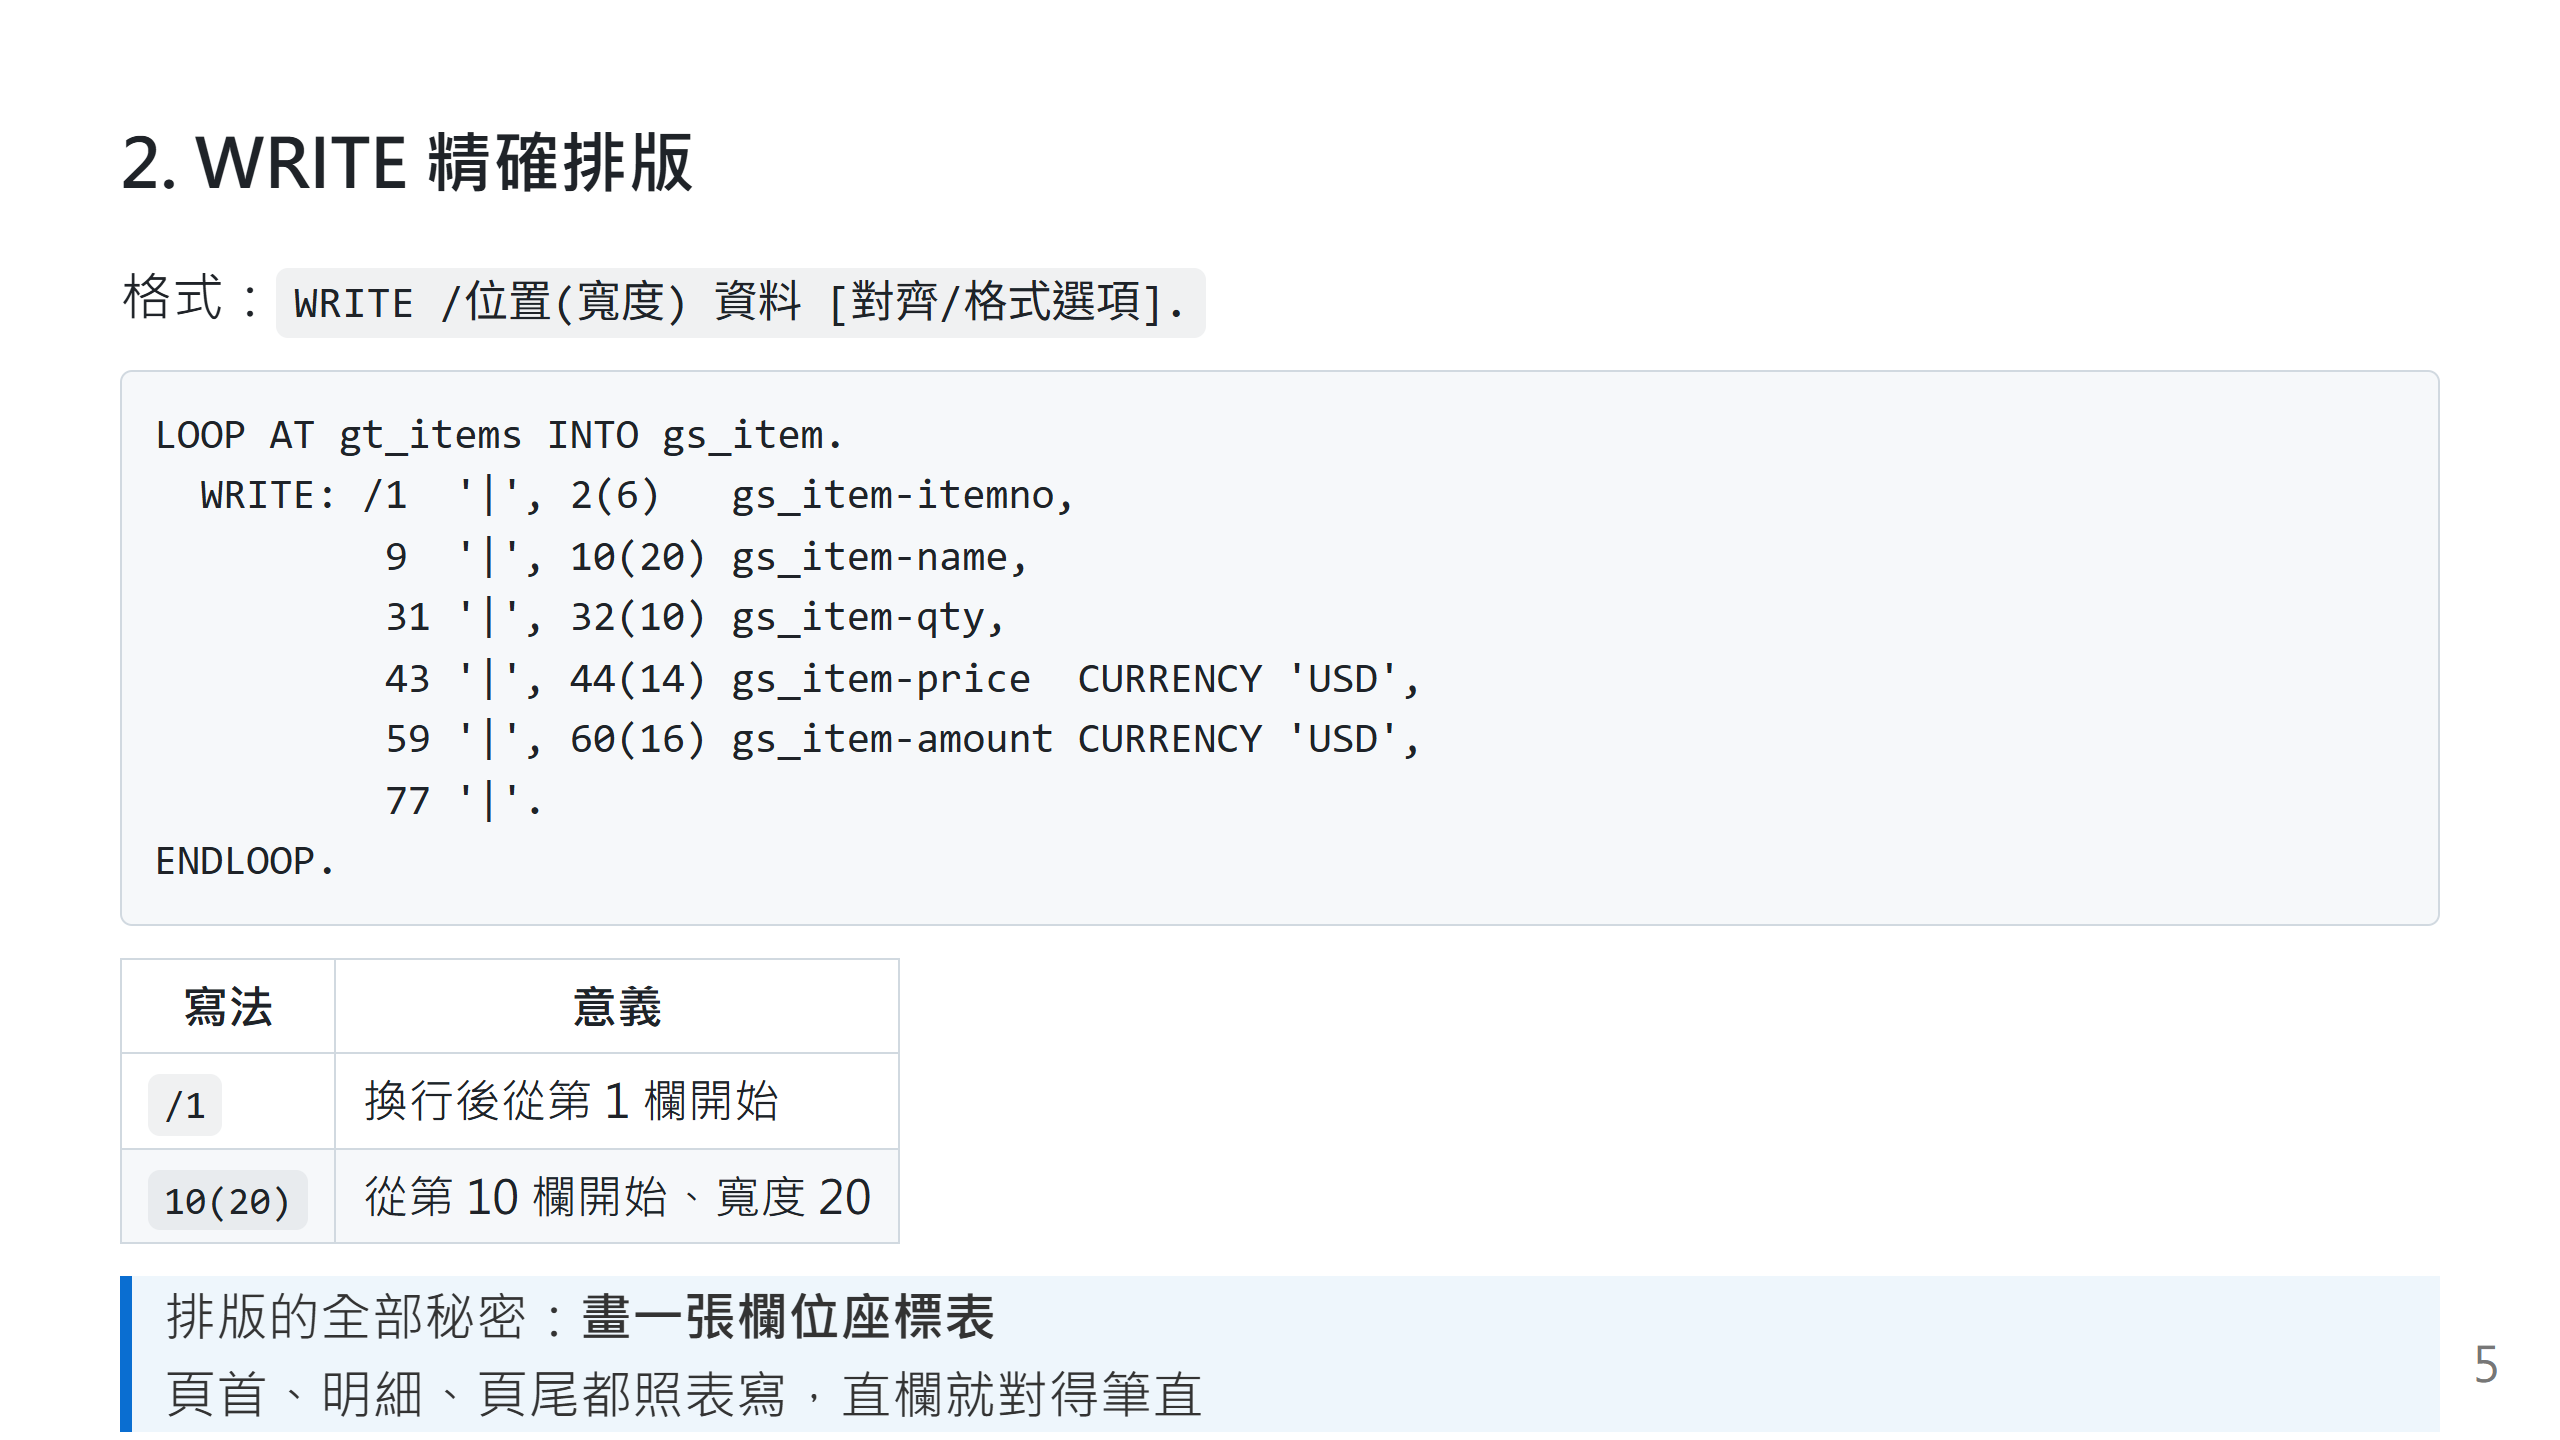 2. WRITE 精確排版
格式：WRITE /位置(寬度) 資料 [對齊/格式選項].
LOOP AT gt_items INTO gs_item.
  WRITE: /1  '|', 2(6)   gs_item-itemno,
          9  '|', 10(20) gs_item-name,
          31 '|', 32(10) gs_item-qty,
          43 '|', 44(14) gs_item-price  CURRENCY 'USD',
          59 '|', 60(16) gs_item-amount CURRENCY 'USD',
          77 '|'.
ENDLOOP.
寫法 意義
/1 換行後從第 1 欄開始
10(20) 從第 10 欄開始、寬度 20
排版的全部秘密：畫一張欄位座標表
頁首、明細、頁尾都照表寫，直欄就對得筆直
5